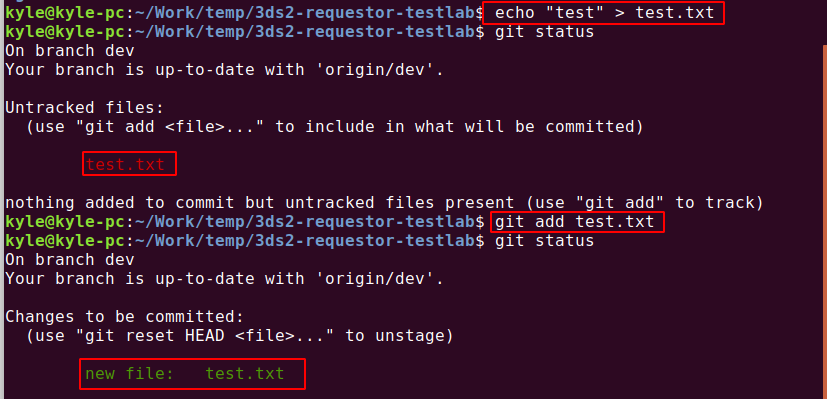 kyle@kyle-pc:~/Work/temp/3ds2-requestor-testlab$ echo "test" > test.txt
kyle@kyle-pc:~/Work/temp/3ds2-requestor-testlab$ git status
On branch dev
Your branch is up-to-date with 'origin/dev'.
Untracked files:
(use "git add <file>..." to include in what will be committed)
test.txt
nothing added to commit but untracked files present (use "git add" to track)
kyle@kyle-pc:~/Work/temp/3ds2-requestor-testlab$ git add test.txt
kyle@kyle-pc:~/Work/temp/3ds2-requestor-testlab$ git status
On branch dev
Your branch is up-to-date with 'origin/dev'.
Changes to be committed:
(use "git reset HEAD <file>..." to unstage)
new file:   test.txt